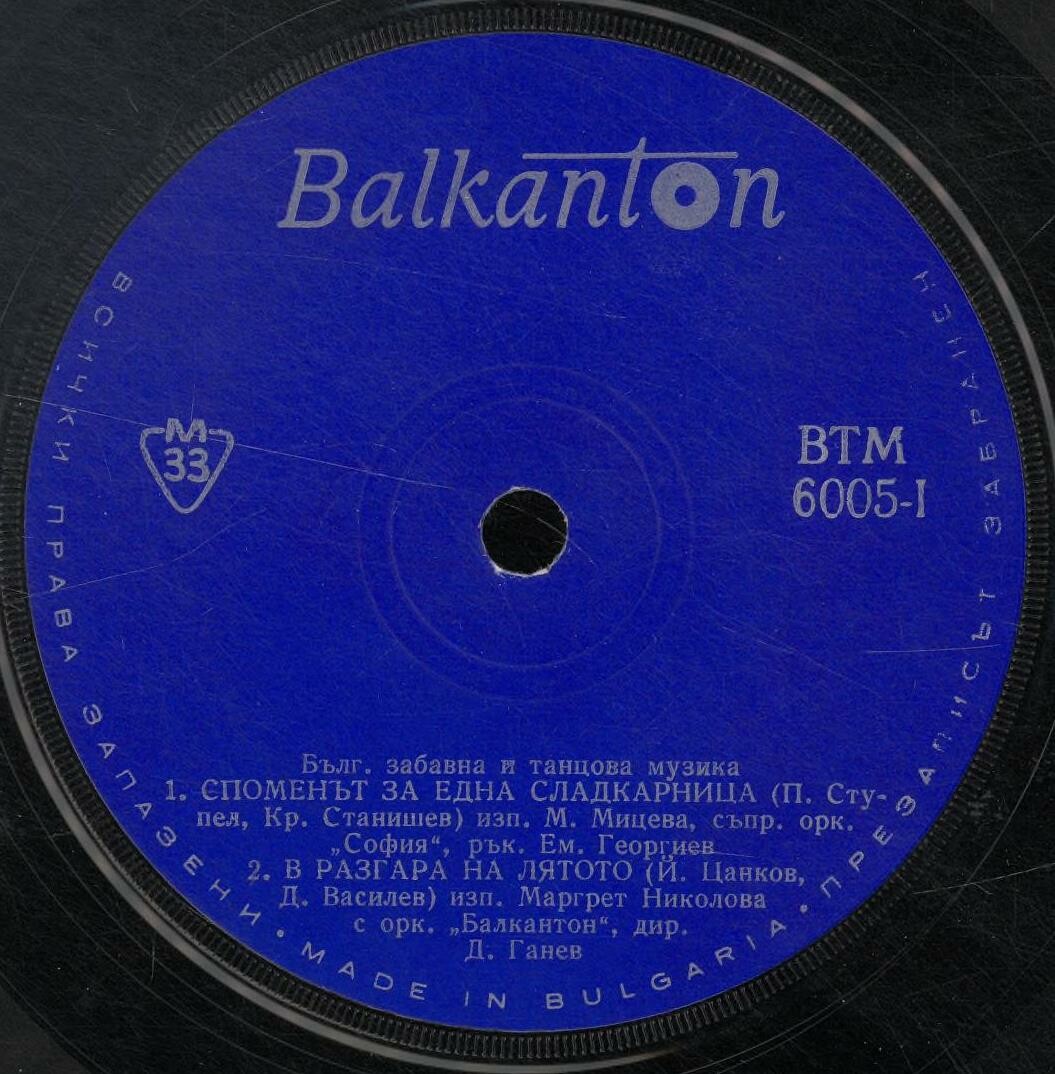 Balkanton
М
33
ВТМ
6005-I
Бълг. забавна и танцова музика
1. СПОМЕНЪТ ЗА ЕДНА СЛАДКАРНИЦА (П. Сту-
пел, Кр. Станишев) изп. М. Мицева, съпр. орк.
„София“, рък. Ем. Георгиев
2. В РАЗГАРА НА ЛЯТОТО (Й. Цанков,
Д. Василев) изп. Маргрет Николова
с орк. „Балкантон“, дир.
Д. Ганев
ВСИЧКИ ПРАВА ЗАПАЗЕНИ • MADE IN BULGARIA • ПРЕЗАПИСЪТ ЗАБРАНЕН